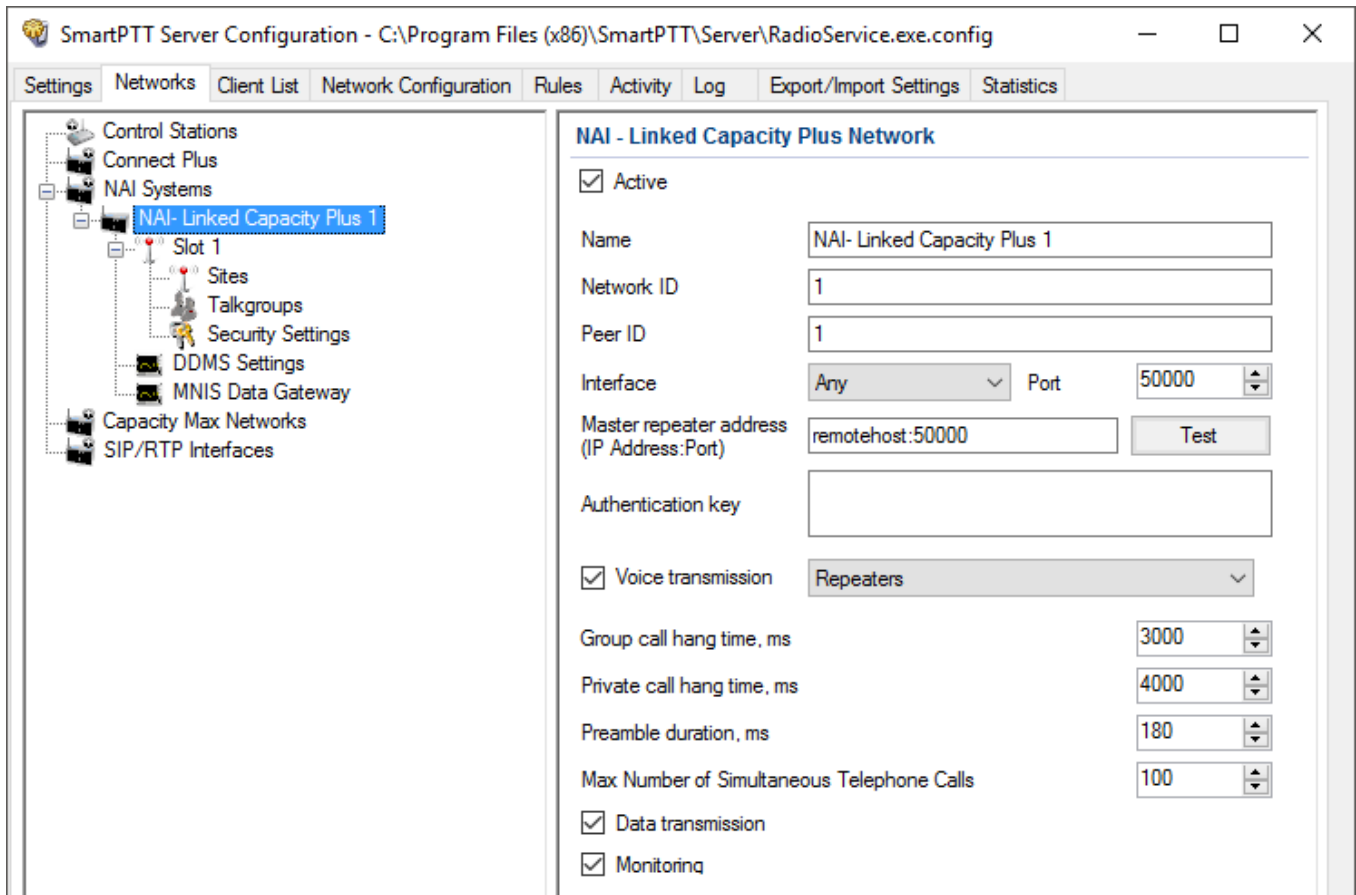 SmartPTT Server Configuration - C:\Program Files (x86)\SmartPTT\Server\RadioService.exe.config
Settings Networks Client List Network Configuration Rules Activity Log Export/Import Settings Statistics
Control Stations
Connect Plus
NAI Systems
NAI- Linked Capacity Plus 1
Slot 1
Sites
Talkgroups
Security Settings
DDMS Settings
MNIS Data Gateway
Capacity Max Networks
SIP/RTP Interfaces
NAI - Linked Capacity Plus Network
Active
Name NAI- Linked Capacity Plus 1
Network ID 1
Peer ID 1
Interface Any Port 50000
Master repeater address
(IP Address:Port) remotehost:50000 Test
Authentication key
Voice transmission Repeaters
Group call hang time, ms 3000
Private call hang time, ms 4000
Preamble duration, ms 180
Max Number of Simultaneous Telephone Calls 100
Data transmission
Monitoring